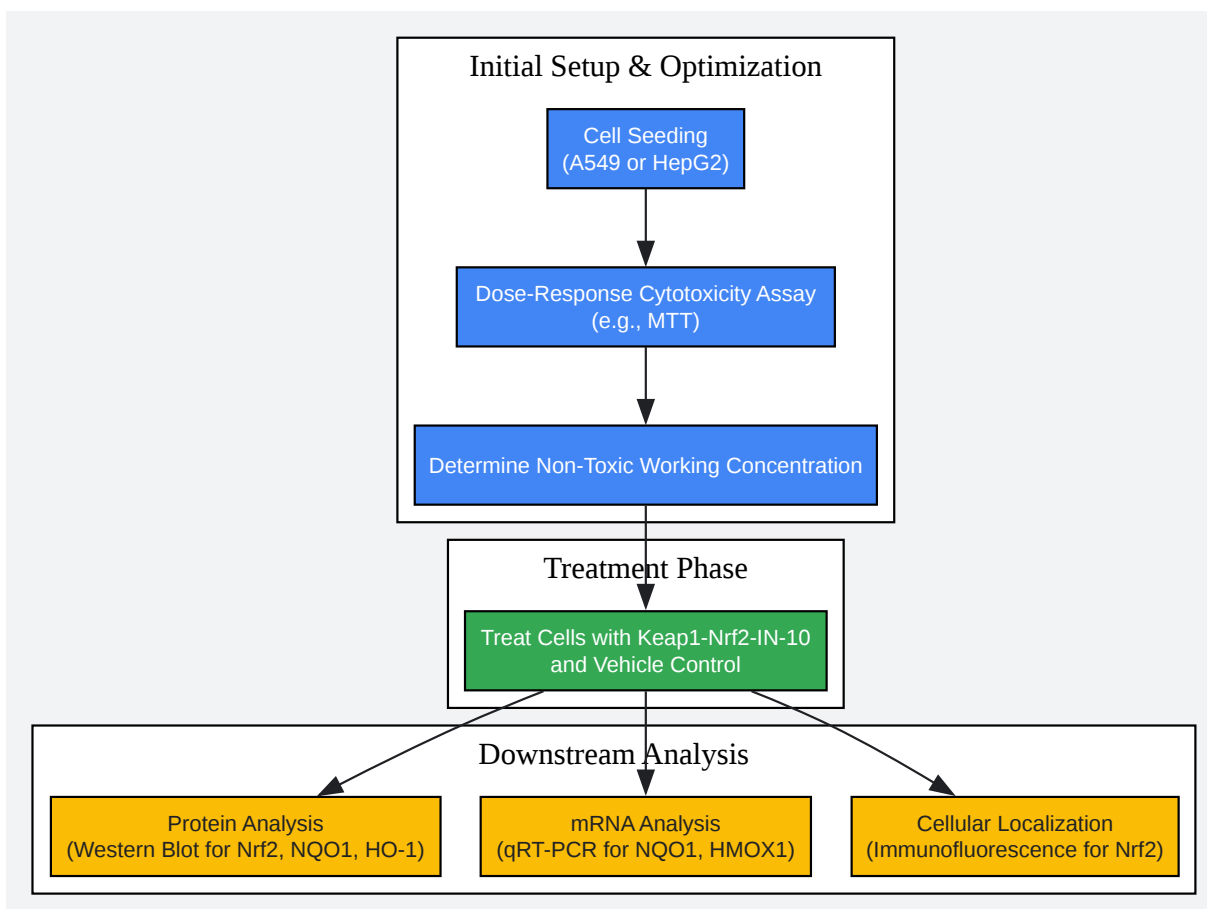 Initial Setup & Optimization
Cell Seeding
(A549 or HepG2)
Dose-Response Cytotoxicity Assay
(e.g., MTT)
Determine Non-Toxic Working Concentration
Treatment Phase
Treat Cells with Keap1-Nrf2-IN-10
and Vehicle Control
Downstream Analysis
Protein Analysis
(Western Blot for Nrf2, NQO1, HO-1)
mRNA Analysis
(qRT-PCR for NQO1, HMOX1)
Cellular Localization
(Immunofluorescence for Nrf2)